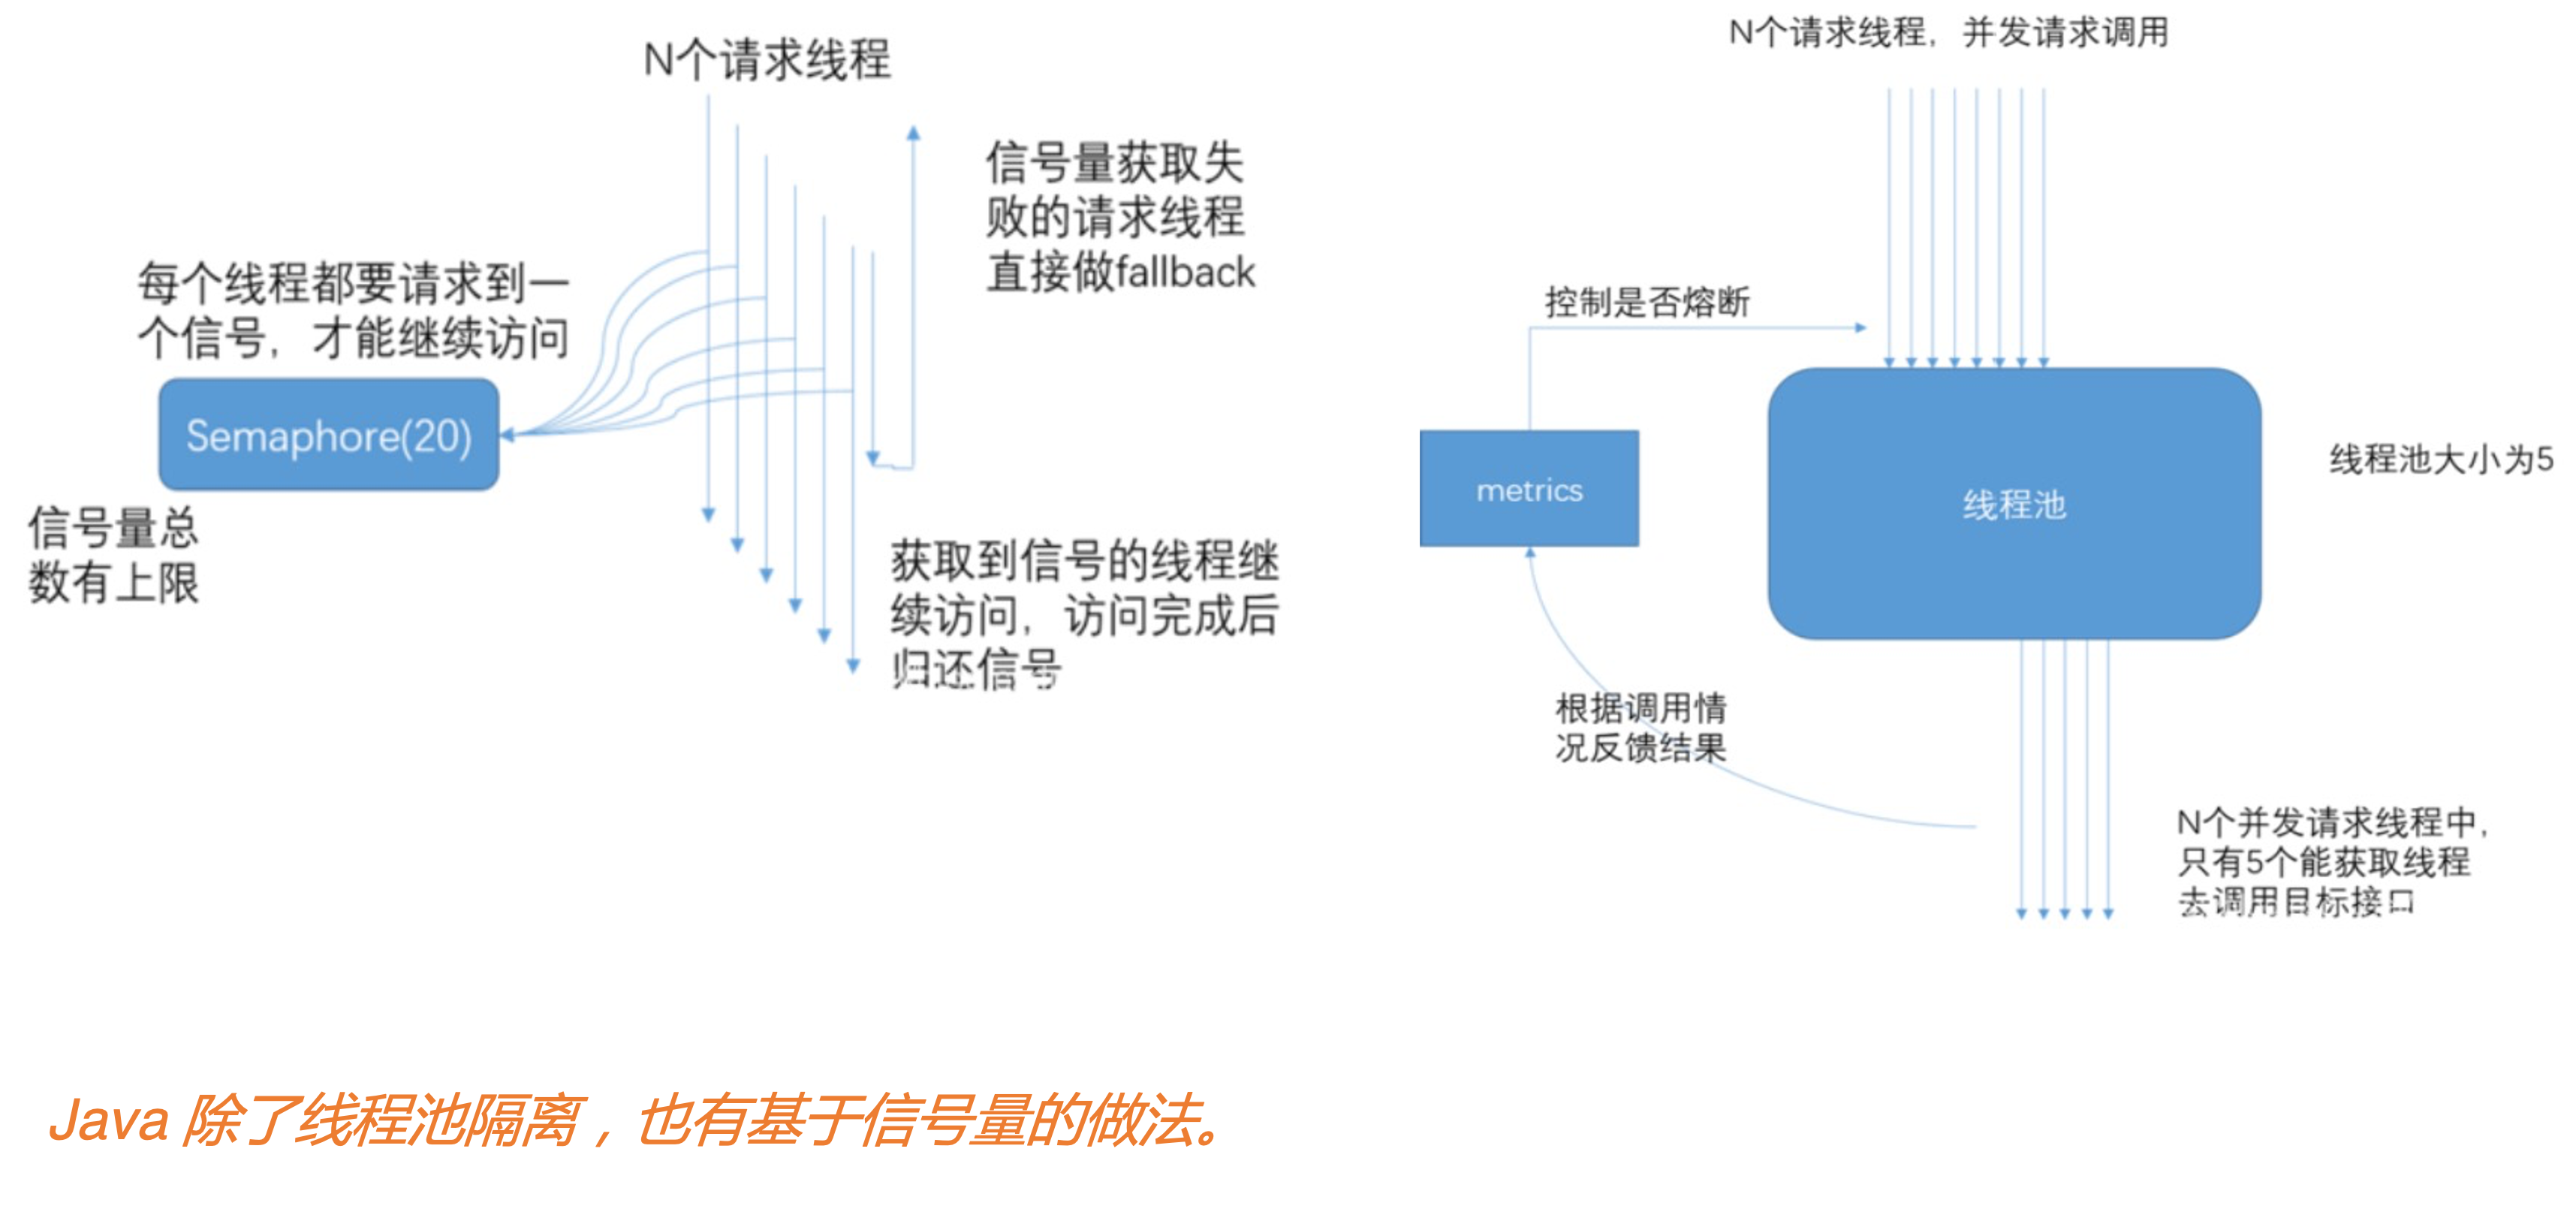 N个请求线程
信号量获取失
败的请求线程
直接做fallback
每个线程都要请求到一
个信号，才能继续访问
Semaphore(20)
信号量总
数有上限
获取到信号的线程继
续访问，访问完成后
归还信号
N个请求线程，并发请求调用
控制是否熔断
metrics
线程池
线程池大小为5
根据调用情
况反馈结果
N个并发请求线程中，
只有5个能获取线程
去调用目标接口
Java 除了线程池隔离，也有基于信号量的做法。